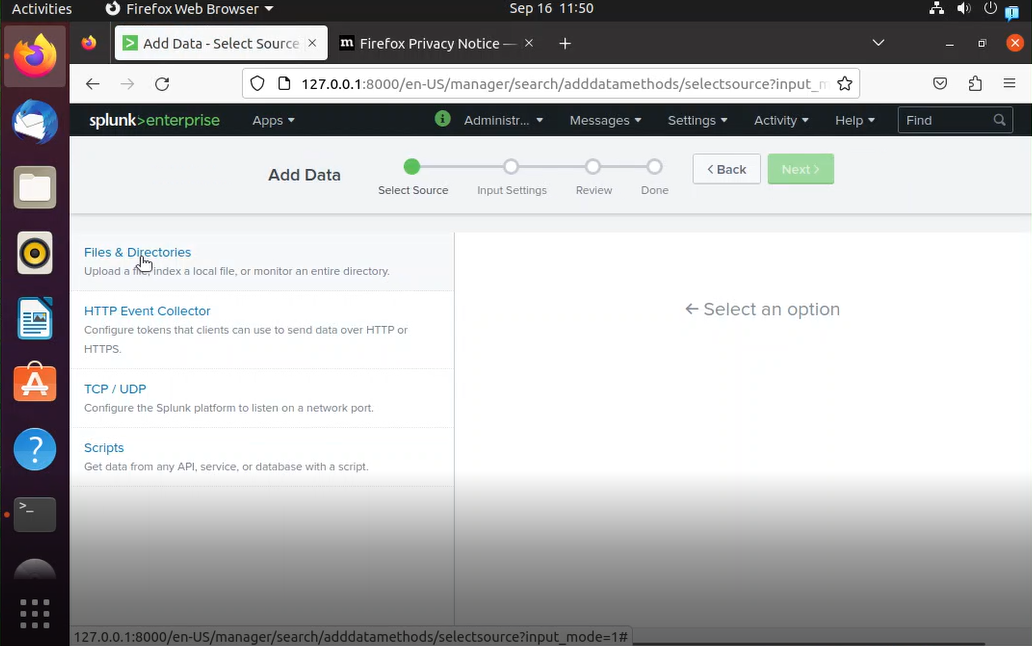 Activities
Firefox Web Browser
Sep 16 11:50
Add Data - Select Source
Firefox Privacy Notice —
127.0.0.1:8000/en-US/manager/search/adddatamethods/selectsource?input_
splunk>enterprise
Apps
i
Administr...
Messages
Settings
Activity
Help
Find
Add Data
Select Source
Input Settings
Review
Done
< Back
Next >
Files & Directories
Upload a file, index a local file, or monitor an entire directory.
HTTP Event Collector
Configure tokens that clients can use to send data over HTTP or
HTTPS.
TCP / UDP
Configure the Splunk platform to listen on a network port.
Scripts
Get data from any API, service, or database with a script.
← Select an option
127.0.0.1:8000/en-US/manager/search/adddatamethods/selectsource?input_mode=1#